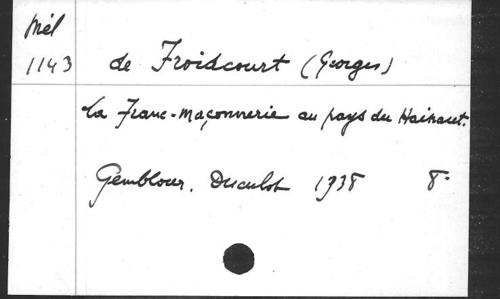 Mél
1143
de Froidcourt (Georges)
La Franc-maçonnerie au pays du Hainaut.
Gembloux. Duculot 1938 8°